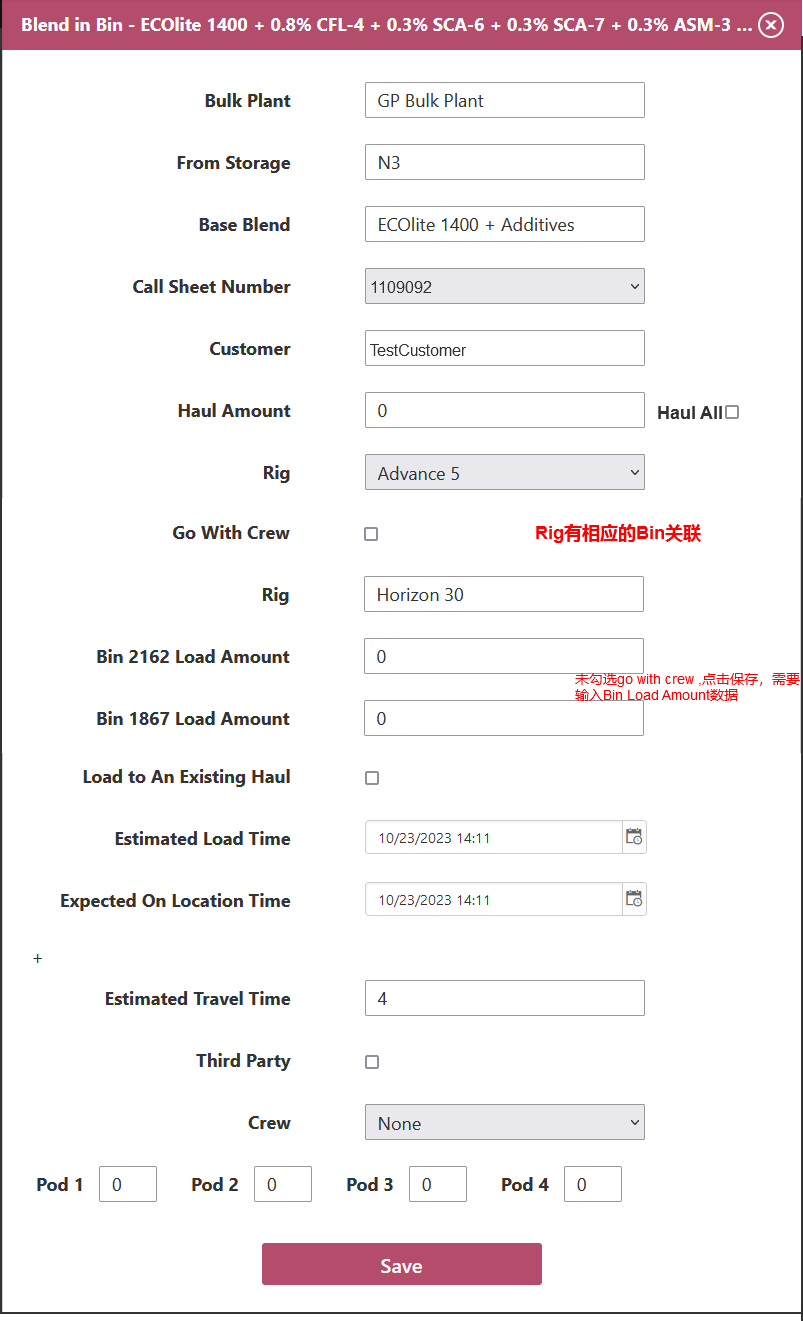 Blend in Bin - ECOlite 1400 + 0.8% CFL-4 + 0.3% SCA-6 + 0.3% SCA-7 + 0.3% ASM-3 ...
Bulk Plant GP Bulk Plant
From Storage N3
Base Blend ECOlite 1400 + Additives
Call Sheet Number 1109092
Customer TestCustomer
Haul Amount 0 Haul All
Rig Advance 5
Go With Crew Rig有相应的Bin关联
Rig Horizon 30
Bin 2162 Load Amount 0
未勾选go with crew ,点击保存，需要
输入Bin Load Amount数据
Bin 1867 Load Amount 0
Load to An Existing Haul
Estimated Load Time 10/23/2023 14:11
Expected On Location Time 10/23/2023 14:11
+
Estimated Travel Time 4
Third Party
Crew None
Pod 1 0 Pod 2 0 Pod 3 0 Pod 4 0
Save